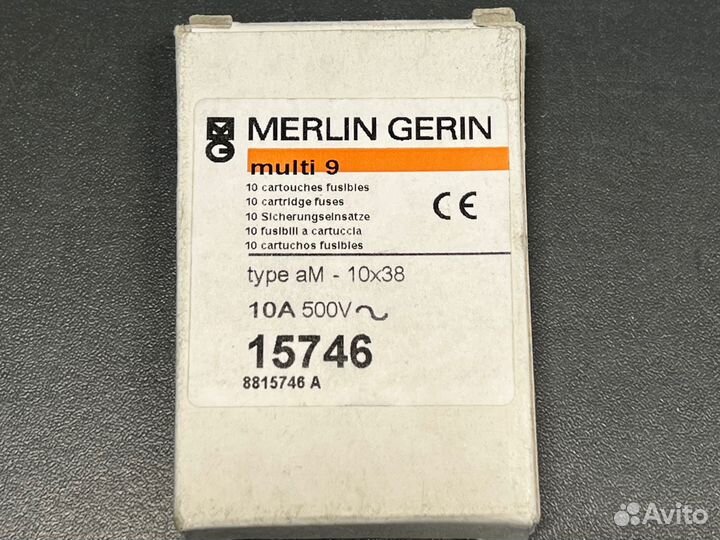 MERLIN GERIN
multi 9
10 cartouches fusibles
10 cartridge fuses
10 Sicherungseinsätze
10 fusibili a cartuccia
10 cartuchos fusibles
CE
type aM - 10x38
10A 500V~
15746
8815746 A
Avito